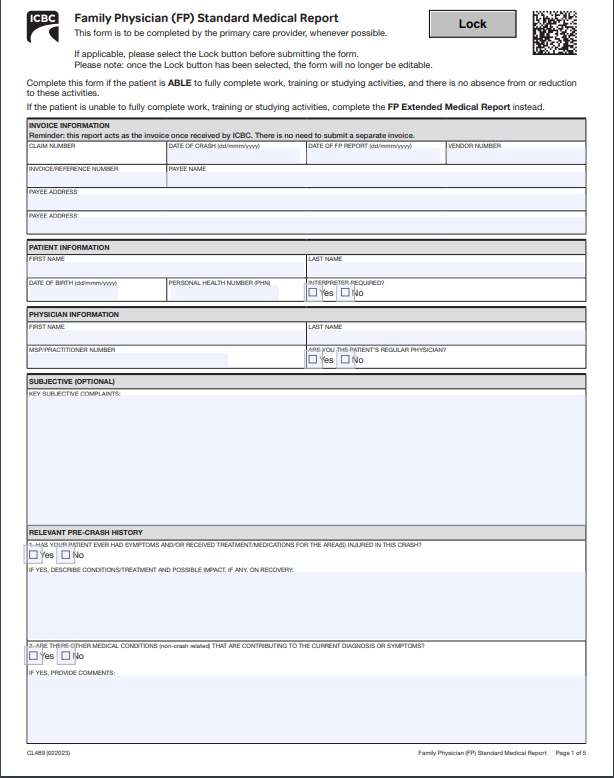 ICBC
Family Physician (FP) Standard Medical Report
This form is to be completed by the primary care provider, whenever possible.
Lock
If applicable, please select the Lock button before submitting the form.
Please note: once the Lock button has been selected, the form will no longer be editable.
Complete this form if the patient is ABLE to fully complete work, training or studying activities, and there is no absence from or reduction
to these activities.
If the patient is unable to fully complete work, training or studying activities, complete the FP Extended Medical Report instead.
INVOICE INFORMATION
Reminder: this report acts as the invoice once received by ICBC. There is no need to submit a separate invoice.
CLAIM NUMBER DATE OF CRASH (dd/mmm/yyyy) DATE OF FP REPORT (dd/mmm/yyyy) VENDOR NUMBER
INVOICE/REFERENCE NUMBER PAYEE NAME
PAYEE ADDRESS
PAYEE ADDRESS
PATIENT INFORMATION
FIRST NAME LAST NAME
DATE OF BIRTH (dd/mmm/yyyy) PERSONAL HEALTH NUMBER (PHN) INTERPRETER REQUIRED?
Yes No
PHYSICIAN INFORMATION
FIRST NAME LAST NAME
MSP/PRACTITIONER NUMBER ARE YOU THE PATIENT'S REGULAR PHYSICIAN?
Yes No
SUBJECTIVE (OPTIONAL)
KEY SUBJECTIVE COMPLAINTS:
RELEVANT PRE-CRASH HISTORY
1. HAS YOUR PATIENT EVER HAD SYMPTOMS AND/OR RECEIVED TREATMENT/MEDICATIONS FOR THE AREA(S) INJURED IN THIS CRASH?
Yes No
IF YES, DESCRIBE CONDITIONS/TREATMENT AND POSSIBLE IMPACT, IF ANY, ON RECOVERY:
2. ARE THERE OTHER MEDICAL CONDITIONS (non-crash related) THAT ARE CONTRIBUTING TO THE CURRENT DIAGNOSIS OR SYMPTOMS?
Yes No
IF YES, PROVIDE COMMENTS:
CL489 (022023) Family Physician (FP) Standard Medical Report Page 1 of 5